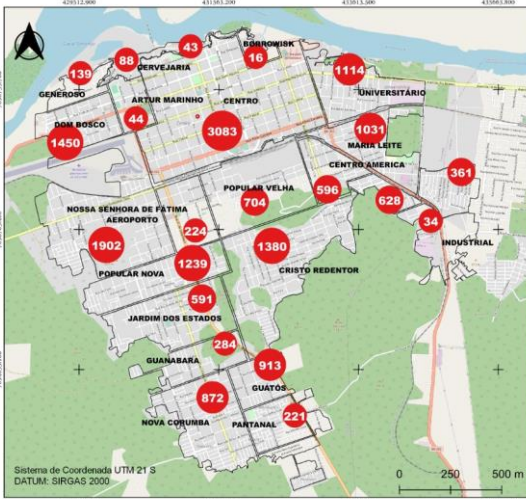 43
BORROWISK
88
16
CERVEJARIA
139
1114
GENEROSO
ARTUR MARINHO
CENTRO
UNIVERSITÁRIO
44
DOM BOSCO
1450
3083
1031
MARIA LEITE
CENTRO AMERICA
361
POPULAR VELHA
596
704
628
NOSSA SENHORA DE FÁTIMA
AEROPORTO
34
224
1902
1380
INDUSTRIAL
1239
POPULAR NOVA
CRISTO REDENTOR
591
JARDIM DOS ESTADOS
284
GUANABARA
913
GUATÓS
872
221
NOVA CORUMBA
PANTANAL
Sistema de Coordenada UTM 21 S
DATUM: SIRGAS 2000
0 250 500 m